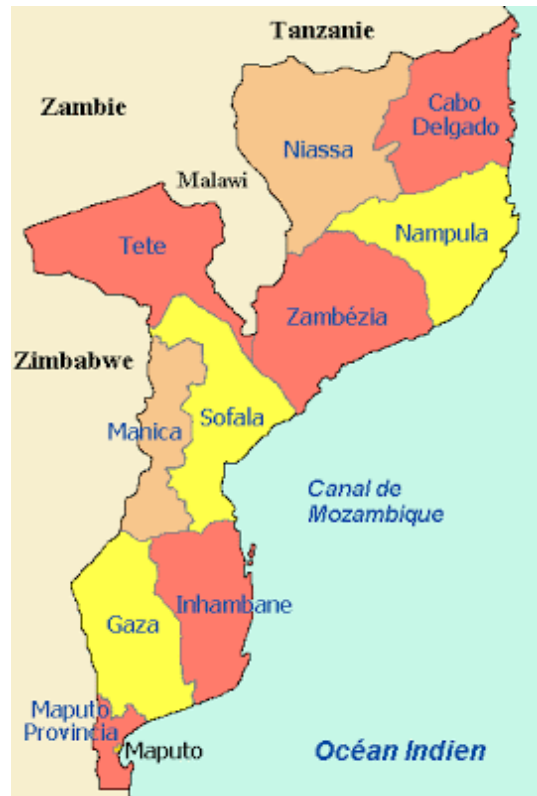 Tanzanie
Cabo
Delgado
Zambie
Niassa
Malawi
Nampula
Tete
Zambézia
Zimbabwe
Sofala
Manica
Canal de
Mozambique
Inhambane
Gaza
Maputo
Provincia
Maputo
Océan Indien